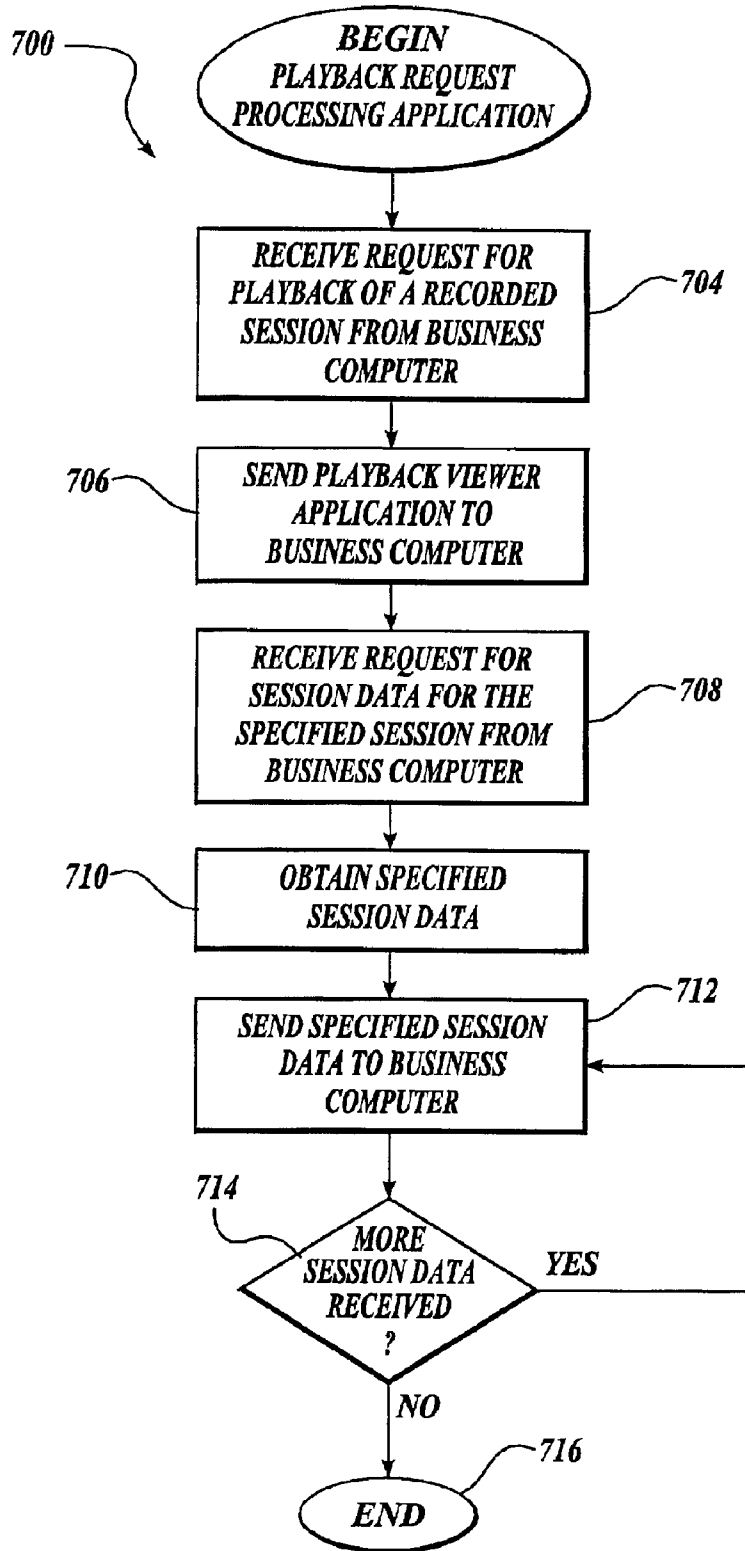 700
BEGIN
PLAYBACK REQUEST
PROCESSING APPLICATION
RECEIVE REQUEST FOR
PLAYBACK OF A RECORDED
SESSION FROM BUSINESS
COMPUTER
704
706
SEND PLAYBACK VIEWER
APPLICATION TO
BUSINESS COMPUTER
RECEIVE REQUEST FOR
SESSION DATA FOR THE
SPECIFIED SESSION FROM
BUSINESS COMPUTER
708
710
OBTAIN SPECIFIED
SESSION DATA
712
SEND SPECIFIED SESSION
DATA TO BUSINESS
COMPUTER
714
MORE
SESSION DATA
RECEIVED
?
YES
NO
716
END